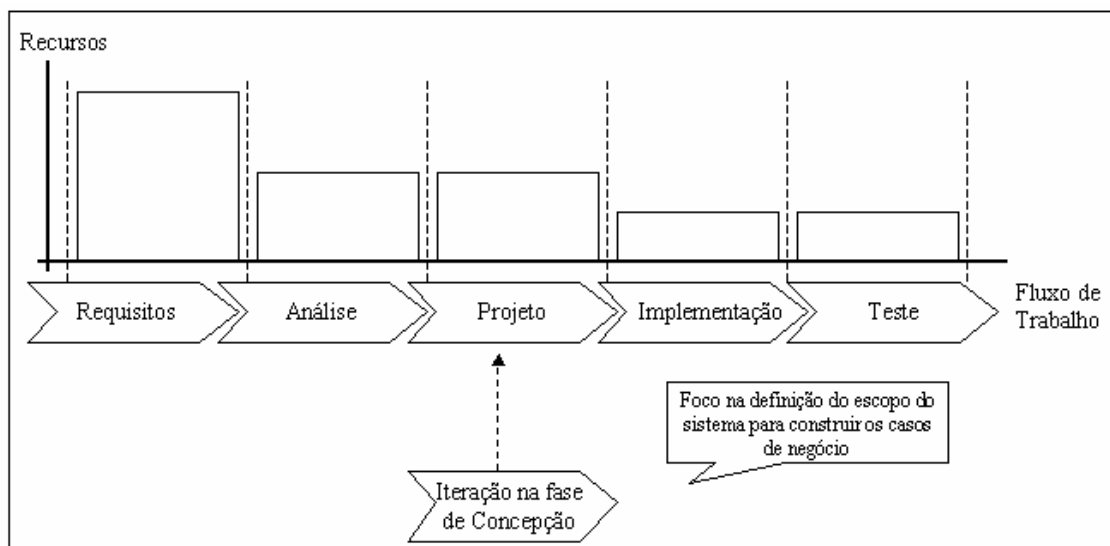 Recursos
Requisitos
Análise
Projeto
Implementação
Teste
Fluxo de
Trabalho
Foco na definição do escopo do
sistema para construir os casos
de negócio
Iteração na fase
de Concepção